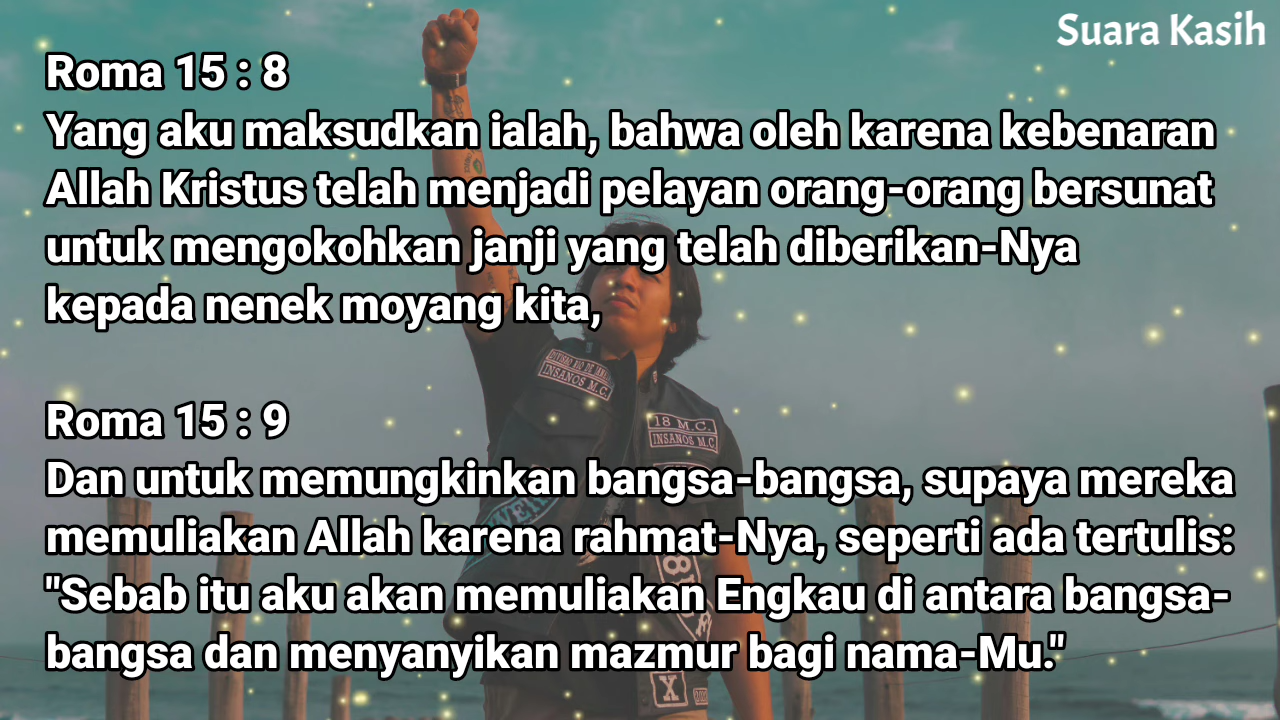 Suara Kasih
Roma 15 : 8
Yang aku maksudkan ialah, bahwa oleh karena kebenaran
Allah Kristus telah menjadi pelayan orang-orang bersunat
untuk mengokohkan janji yang telah diberikan-Nya
kepada nenek moyang kita,
Roma 15 : 9
Dan untuk memungkinkan bangsa-bangsa, supaya mereka
memuliakan Allah karena rahmat-Nya, seperti ada tertulis:
"Sebab itu aku akan memuliakan Engkau di antara bangsa-
bangsa dan menyanyikan mazmur bagi nama-Mu."
INSANOS M.C.
18 M.C.
INSANOS M.C
X